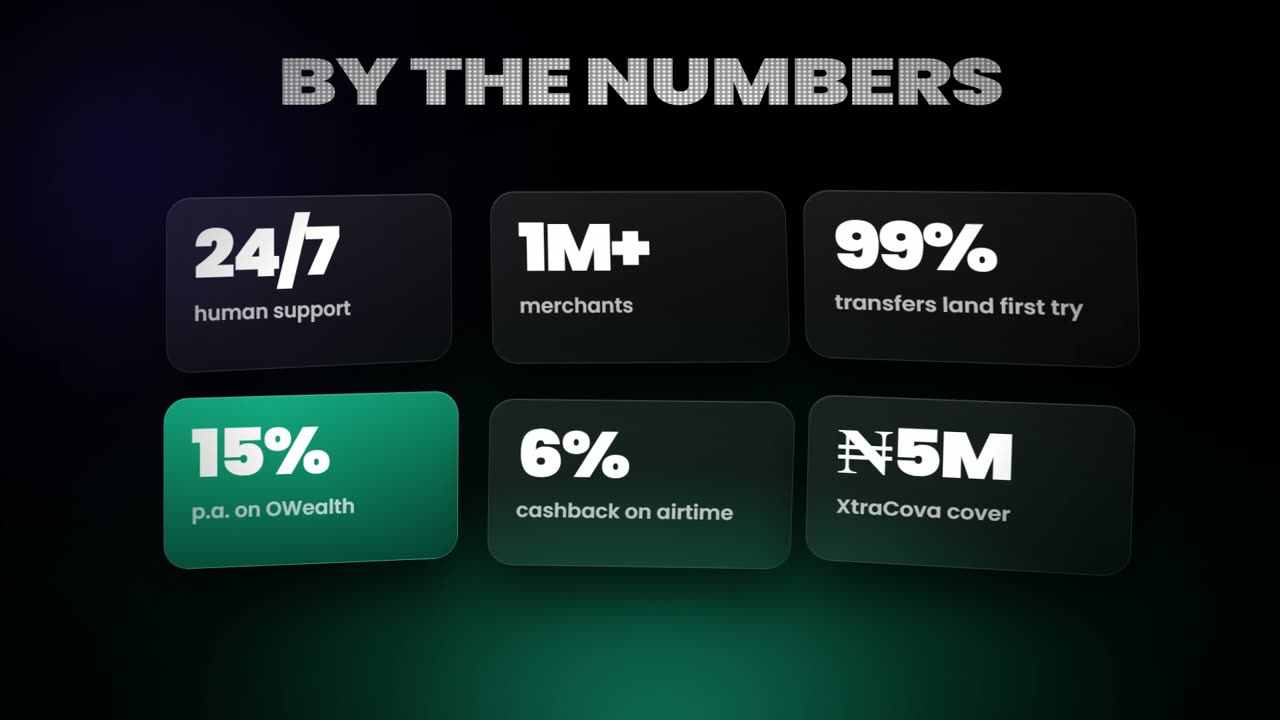 BY THE NUMBERS
24/7
human support
1M+
merchants
99%
transfers land first try
15%
p.a. on OWealth
6%
cashback on airtime
₦5M
XtraCova cover